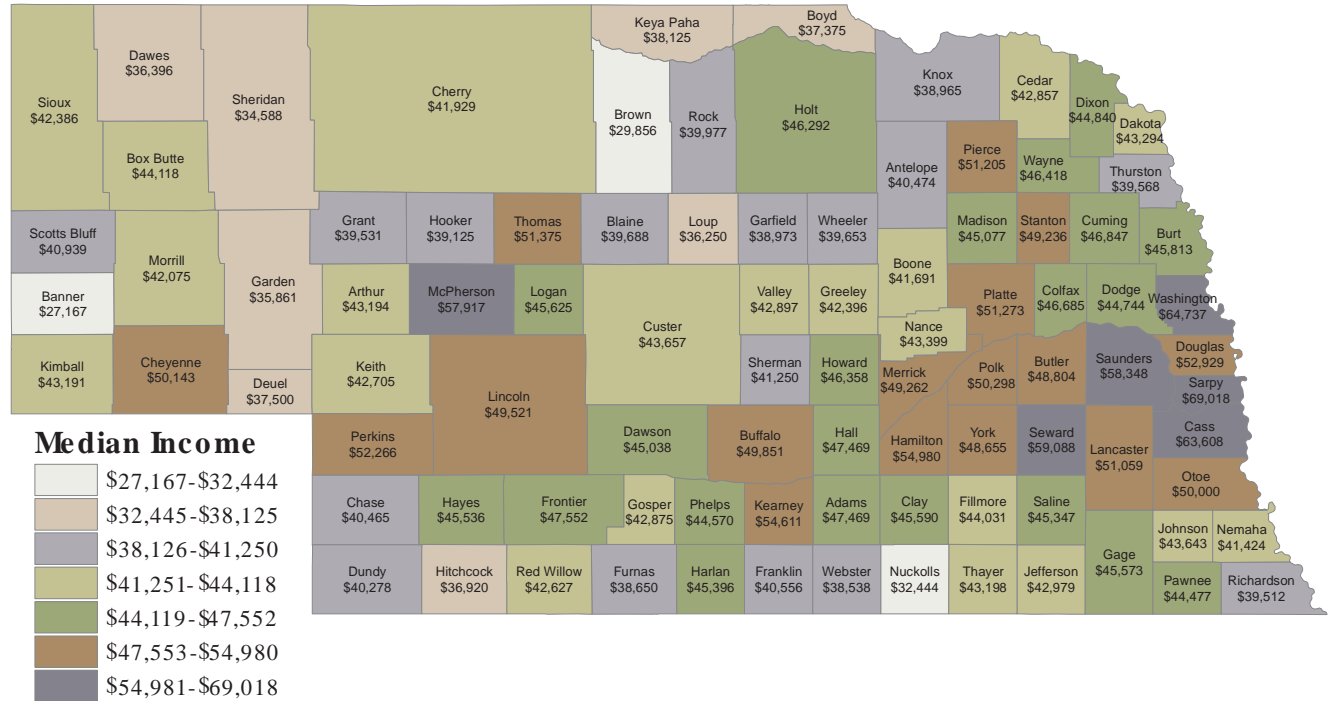 Keya Paha
$38,125
Boyd
$37,375
Dawes
$36,396
Sioux
$42,386
Sheridan
$34,588
Cherry
$41,929
Brown
$29,856
Rock
$39,977
Holt
$46,292
Knox
$38,965
Cedar
$42,857
Dixon
$44,840
Dakota
$43,294
Box Butte
$44,118
Antelope
$40,474
Pierce
$51,205
Wayne
$46,418
Thurston
$39,568
Scotts Bluff
$40,939
Morrill
$42,075
Garden
$35,861
Grant
$39,531
Hooker
$39,125
Thomas
$51,375
Blaine
$39,688
Loup
$36,250
Garfield
$38,973
Wheeler
$39,653
Madison
$45,077
Stanton
$49,236
Cuming
$46,847
Burt
$45,813
Banner
$27,167
Arthur
$43,194
McPherson
$57,917
Logan
$45,625
Custer
$43,657
Valley
$42,897
Greeley
$42,396
Boone
$41,691
Platte
$51,273
Colfax
$46,685
Dodge
$44,744
Washington
$64,737
Nance
$43,399
Kimball
$43,191
Cheyenne
$50,143
Deuel
$37,500
Keith
$42,705
Lincoln
$49,521
Sherman
$41,250
Howard
$46,358
Merrick
$49,262
Polk
$50,298
Butler
$48,804
Saunders
$58,348
Douglas
$52,929
Sarpy
$69,018
Perkins
$52,266
Dawson
$45,038
Buffalo
$49,851
Hall
$47,469
Hamilton
$54,980
York
$48,655
Seward
$59,088
Lancaster
$51,059
Cass
$63,608
Otoe
$50,000
Chase
$40,465
Hayes
$45,536
Frontier
$47,552
Gosper
$42,875
Phelps
$44,570
Kearney
$54,611
Adams
$47,469
Clay
$45,590
Fillmore
$44,031
Saline
$45,347
Gage
$45,573
Johnson
$43,643
Nemaha
$41,424
Dundy
$40,278
Hitchcock
$36,920
Red Willow
$42,627
Furnas
$38,650
Harlan
$45,396
Franklin
$40,556
Webster
$38,538
Nuckolls
$32,444
Thayer
$43,198
Jefferson
$42,979
Pawnee
$44,477
Richardson
$39,512
Median Income
$27,167-$32,444
$32,445-$38,125
$38,126-$41,250
$41,251-$44,118
$44,119-$47,552
$47,553-$54,980
$54,981-$69,018